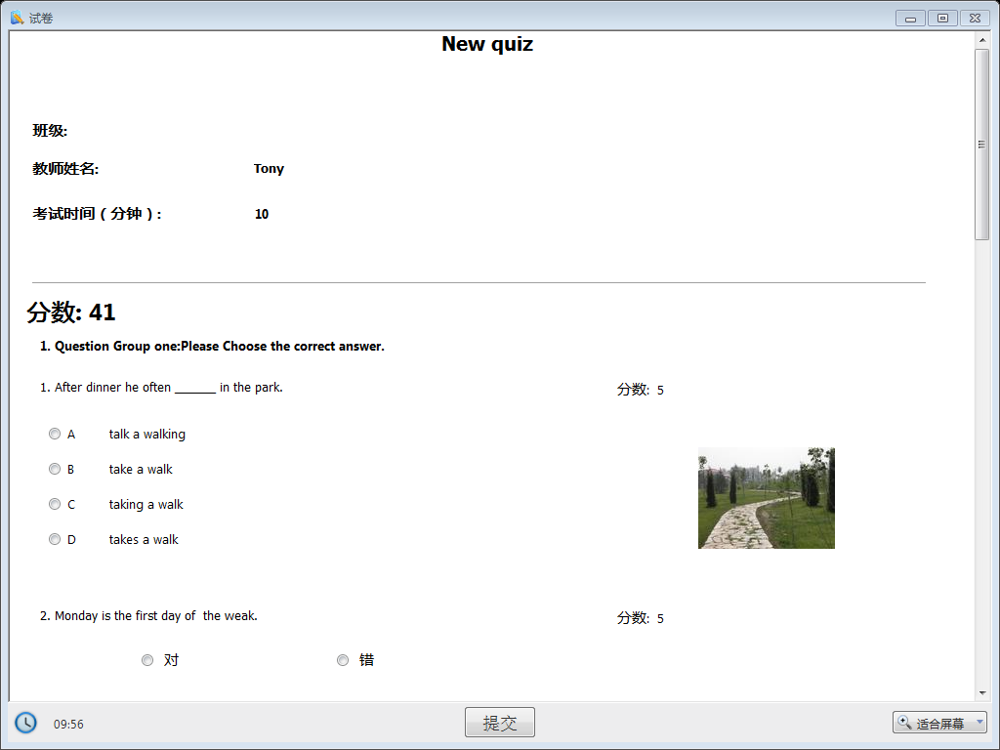 试卷
New quiz
班级:
教师姓名: Tony
考试时间（分钟）: 10
分数: 41
1. Question Group one:Please Choose the correct answer.
1. After dinner he often ______ in the park. 分数: 5
A talk a walking
B take a walk
C taking a walk
D takes a walk
2. Monday is the first day of  the weak. 分数: 5
对 错
09:56 提交 适合屏幕